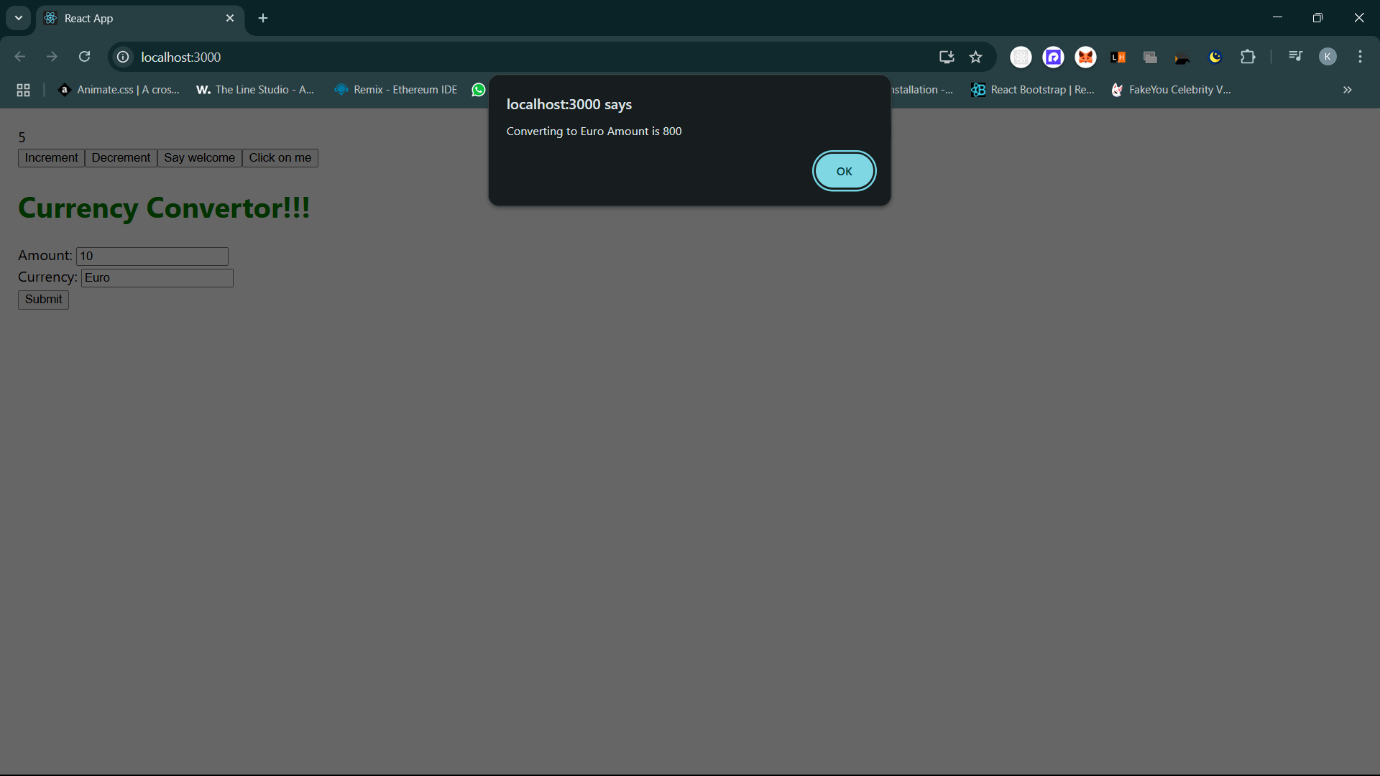 React App
localhost:3000
Animate.css | A cros...
The Line Studio - A...
Remix - Ethereum IDE
nstallation -...
React Bootstrap | Re...
FakeYou Celebrity V...
localhost:3000 says
Converting to Euro Amount is 800
OK
5
Increment Decrement Say welcome Click on me
Currency Convertor!!!
Amount: 10
Currency: Euro
Submit
K